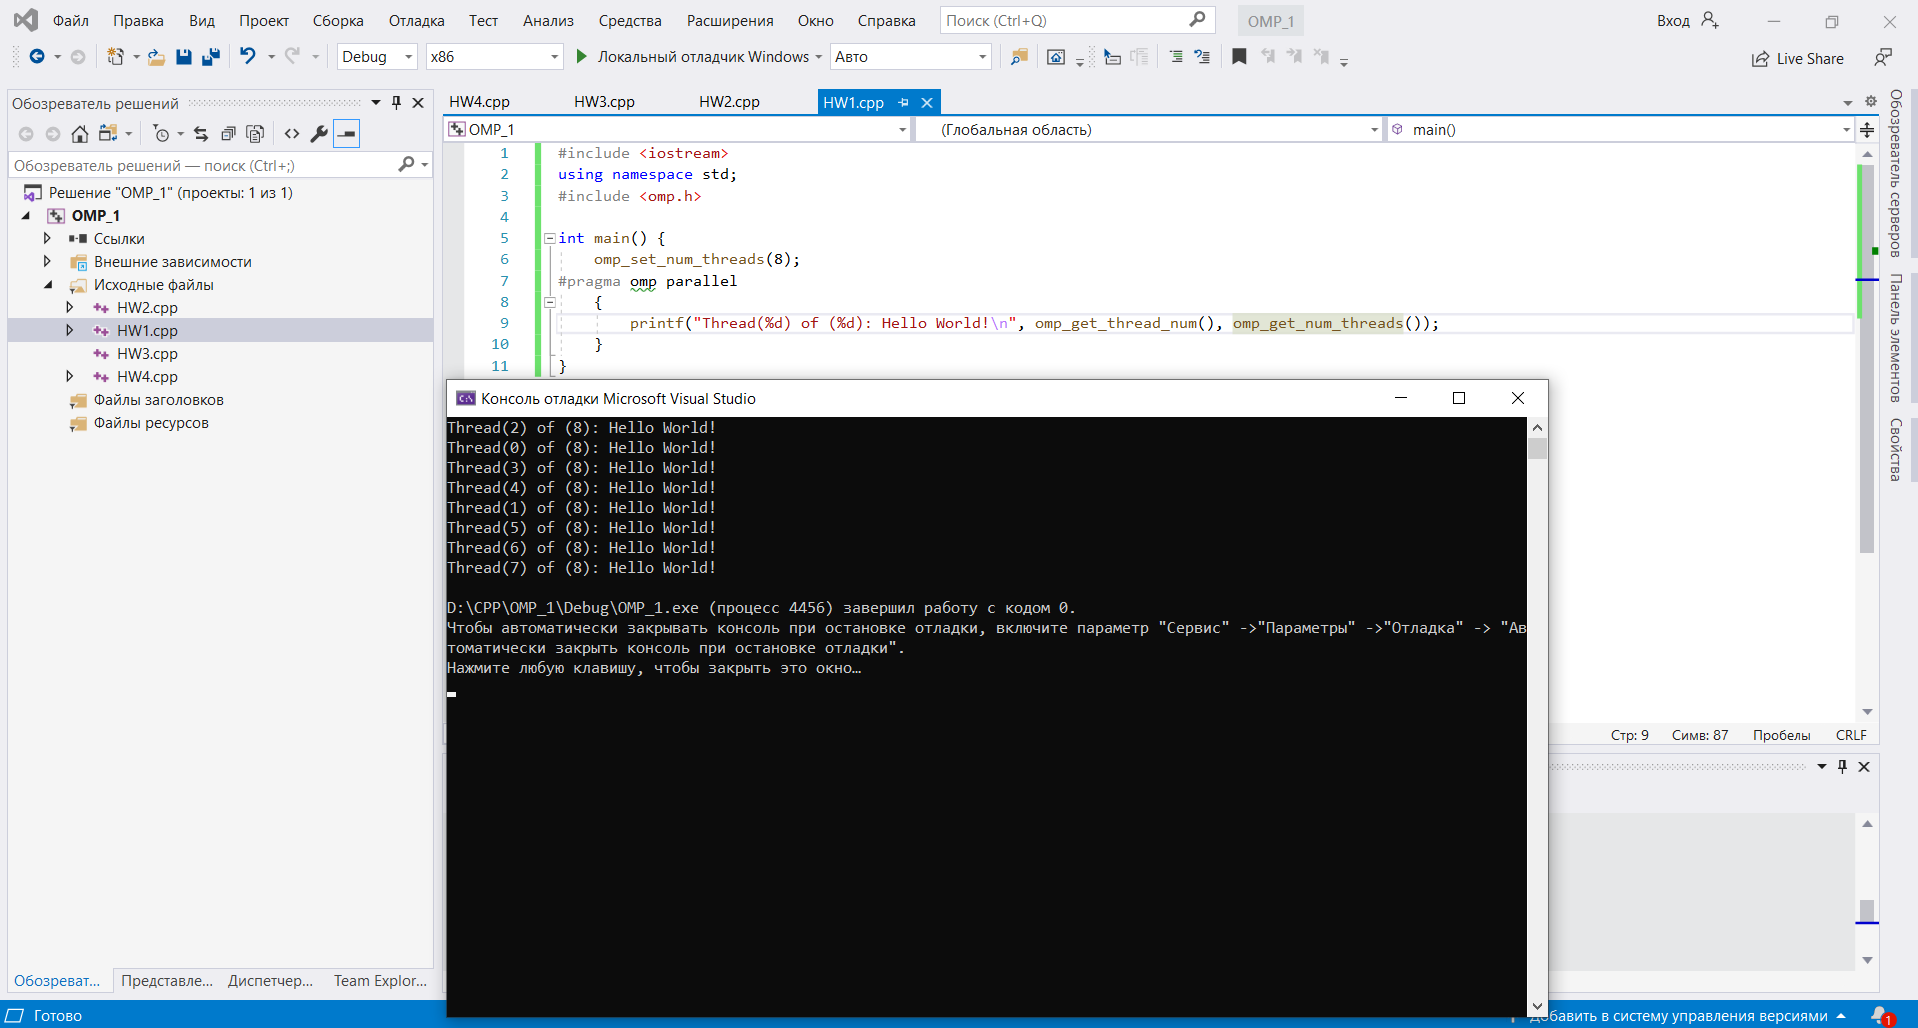 Файл Правка Вид Проект Сборка Отладка Тест Анализ Средства Расширения Окно Справка Поиск (Ctrl+Q) OMP_1 Вход
Debug x86 Локальный отладчик Windows Авто Live Share
Обозреватель решений
Обозреватель решений — поиск (Ctrl+;)
Решение "OMP_1" (проекты: 1 из 1)
OMP_1
Ссылки
Внешние зависимости
Исходные файлы
HW2.cpp
HW1.cpp
HW3.cpp
HW4.cpp
Файлы заголовков
Файлы ресурсов
Обозреват... Представле... Диспетчер... Team Explor...
HW4.cpp HW3.cpp HW2.cpp HW1.cpp
OMP_1 (Глобальная область) main()
1 #include <iostream>
2 using namespace std;
3 #include <omp.h>
4
5 int main() {
6 omp_set_num_threads(8);
7 #pragma omp parallel
8 {
9 printf("Thread(%d) of (%d): Hello World!\n", omp_get_thread_num(), omp_get_num_threads());
10 }
11 }
Консоль отладки Microsoft Visual Studio
Thread(2) of (8): Hello World!
Thread(0) of (8): Hello World!
Thread(3) of (8): Hello World!
Thread(4) of (8): Hello World!
Thread(1) of (8): Hello World!
Thread(5) of (8): Hello World!
Thread(6) of (8): Hello World!
Thread(7) of (8): Hello World!
D:\CPP\OMP_1\Debug\OMP_1.exe (процесс 4456) завершил работу с кодом 0.
Чтобы автоматически закрывать консоль при остановке отладки, включите параметр "Сервис" ->"Параметры" ->"Отладка" -> "Ав
томатически закрыть консоль при остановке отладки".
Нажмите любую клавишу, чтобы закрыть это окно…
Стр: 9 Симв: 87 Пробелы CRLF
Обозреватель серверов
Панель элементов
Свойства
Готово
Добавить в систему управления версиями 1